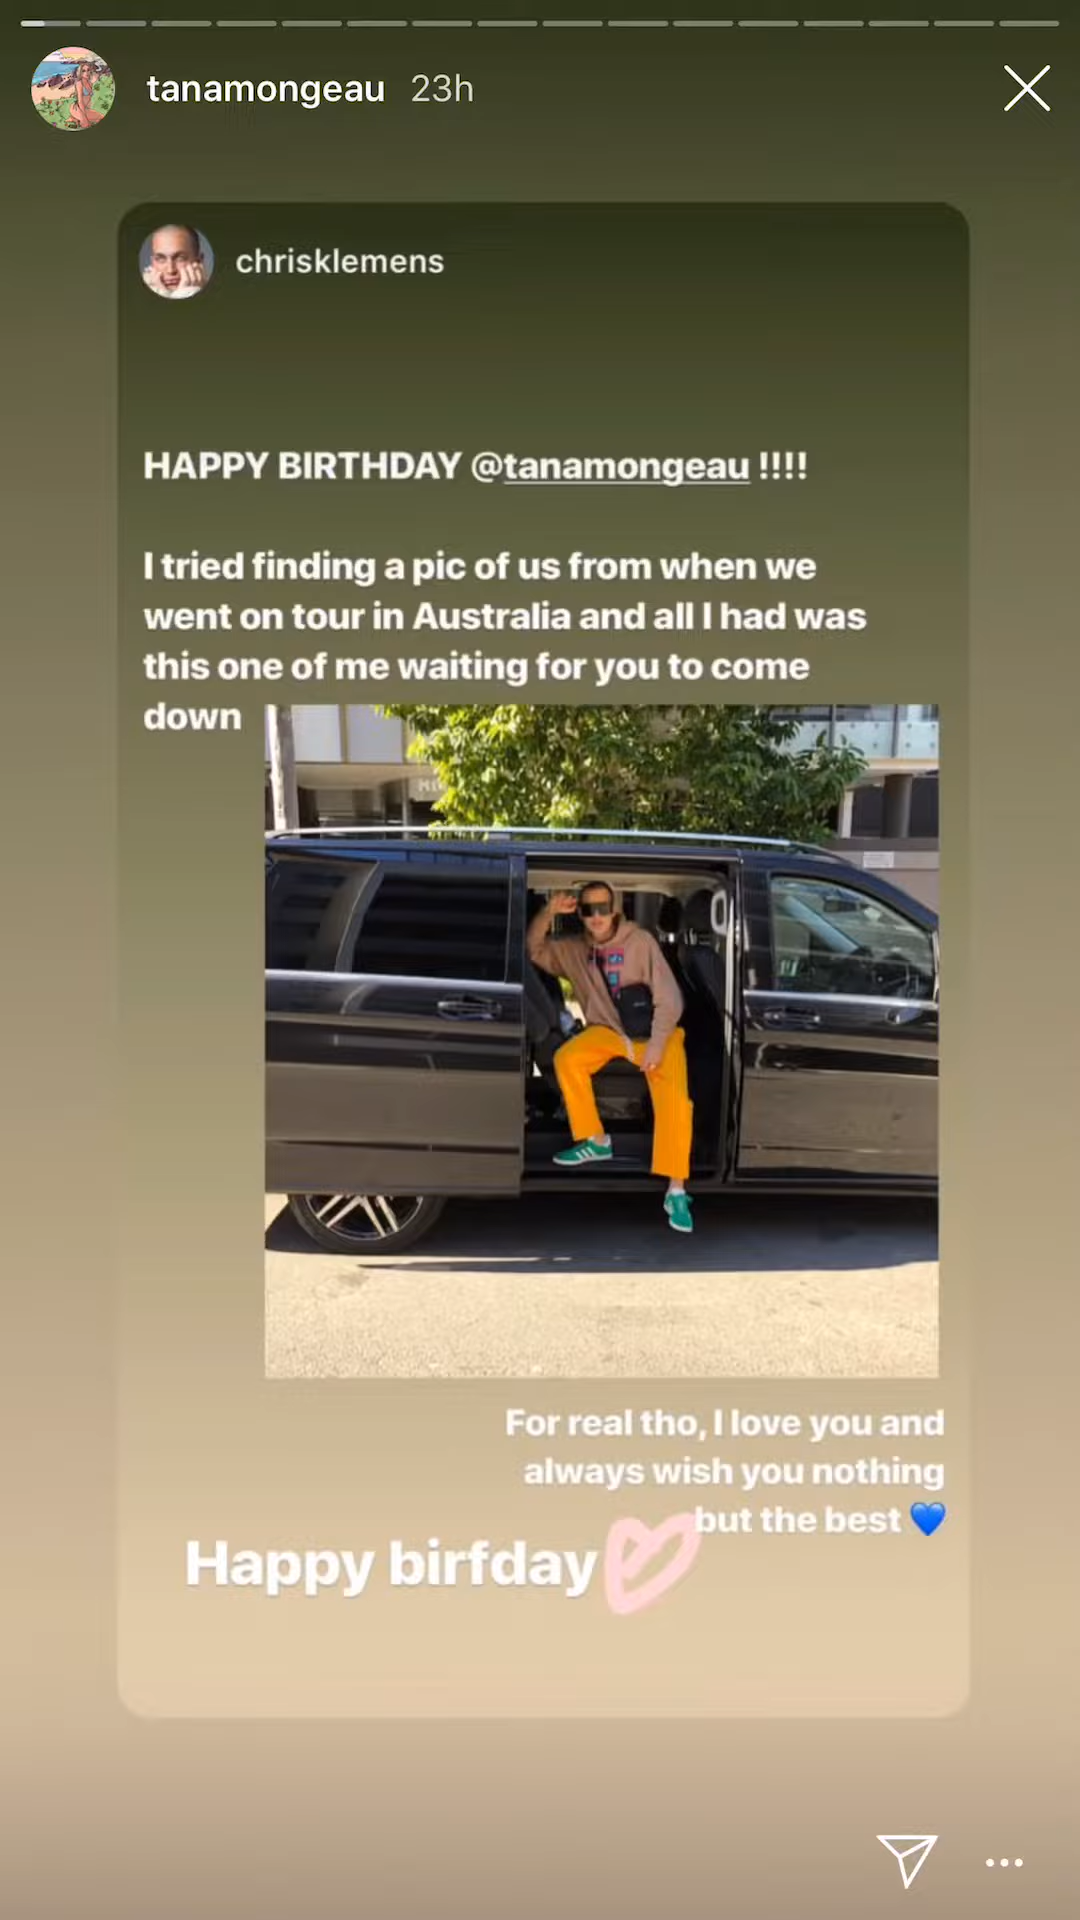 tanamongeau 23h
chrisklemens
HAPPY BIRTHDAY @tanamongeau !!!!
I tried finding a pic of us from when we
went on tour in Australia and all I had was
this one of me waiting for you to come
down
For real tho, I love you and
always wish you nothing
but the best 💙
Happy birfday